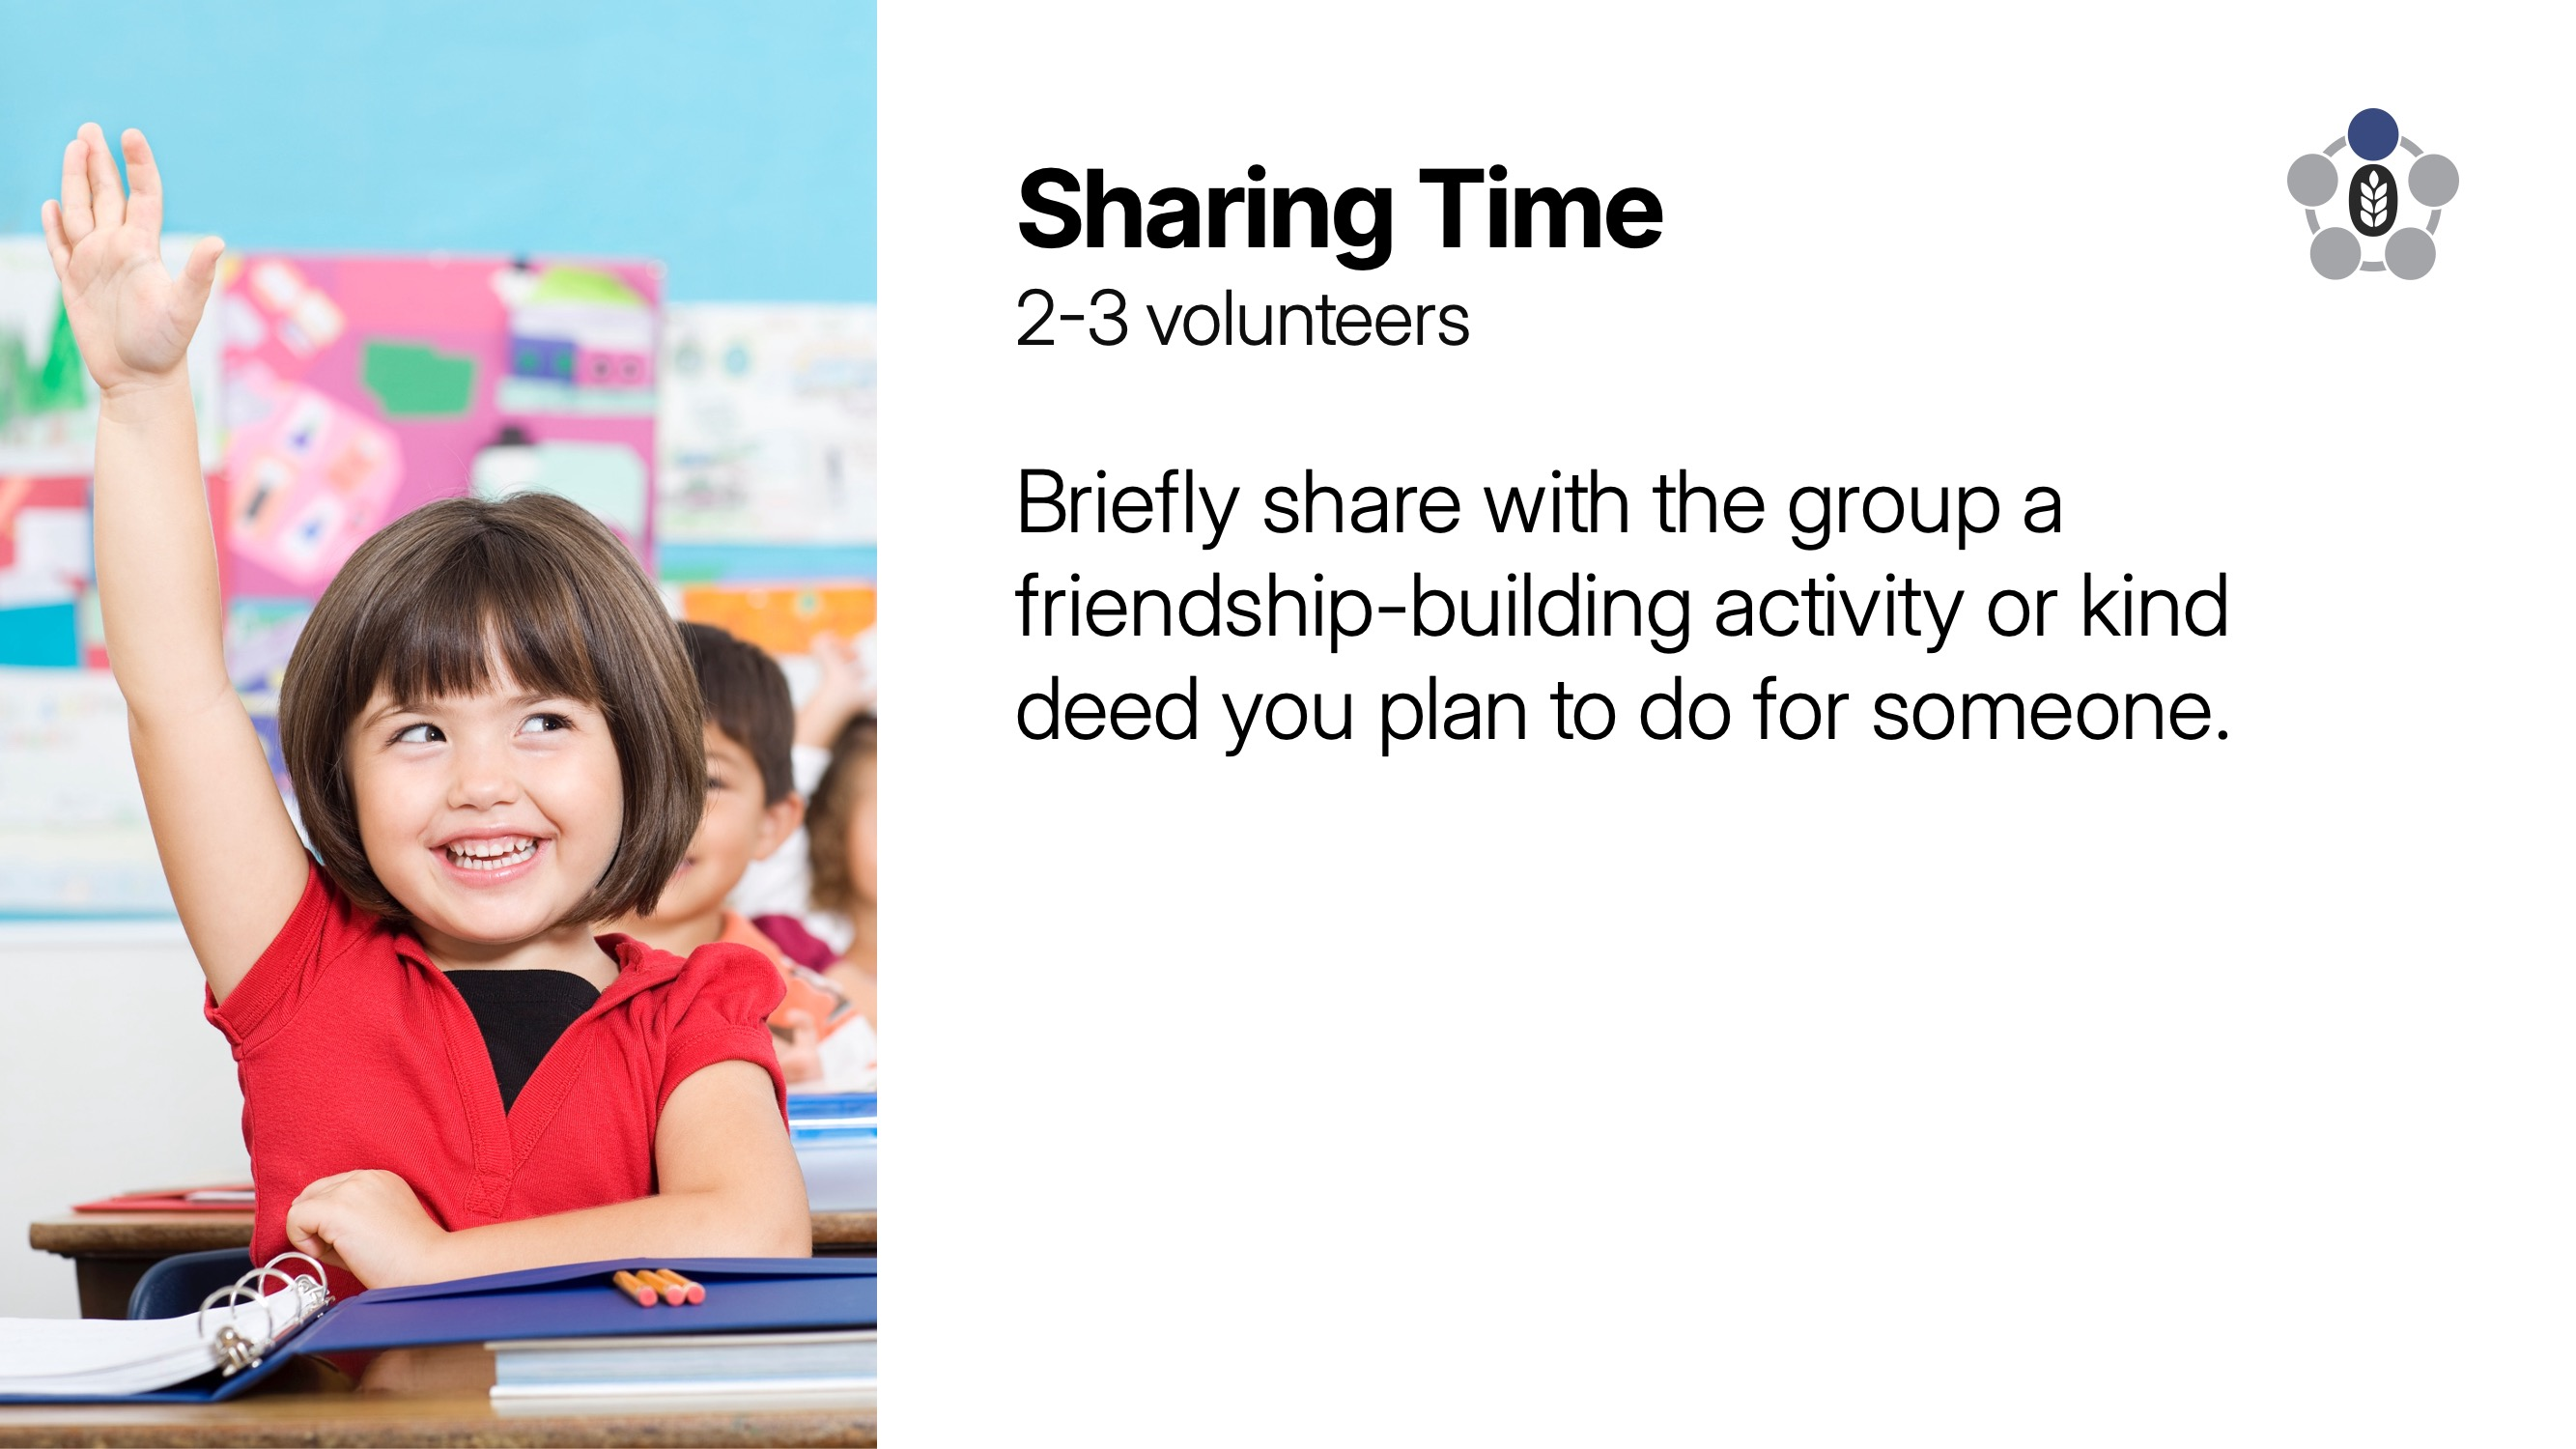 Sharing Time
2-3 volunteers
Briefly share with the group a
friendship-building activity or kind
deed you plan to do for someone.